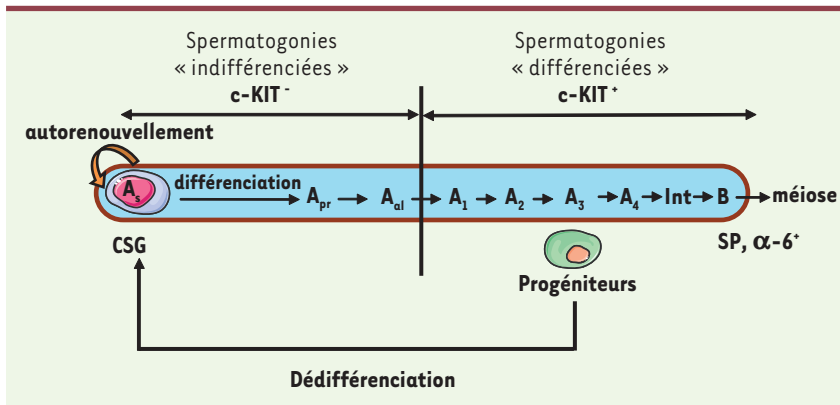 Spermatogonies
« indifférenciées »
c-KIT -
Spermatogonies
« différenciées »
c-KIT +
autorenouvellement
As différenciation Apr Aal A1 A2 A3 A4 Int B méiose
CSG
SP, α-6+
Progéniteurs
Dédifférenciation